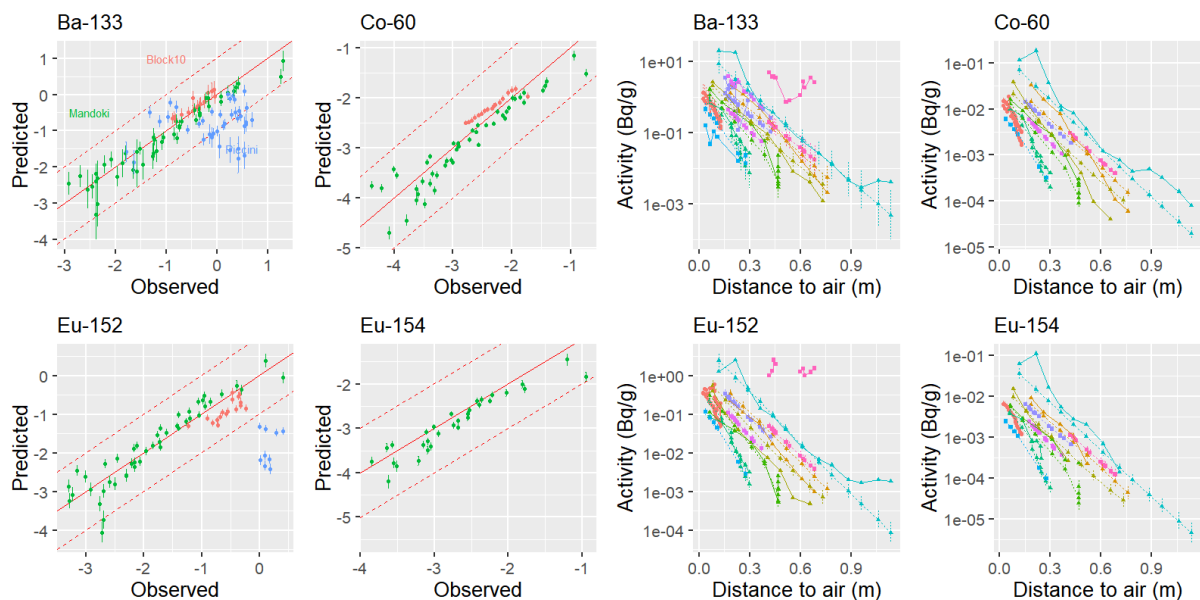 Ba-133
Predicted
1
0
-1
-2
-3
-4
Block10
Mandoki
-3
-2
-1
0
1
Observed
Co-60
Predicted
-1
-2
-3
-4
-5
-4
-3
-2
-1
Observed
Ba-133
Activity (Bq/g)
1e+01
1e-01
1e-03
0.0
0.3
0.6
0.9
Distance to air (m)
Co-60
Activity (Bq/g)
1e-01
1e-02
1e-03
1e-04
1e-05
0.0
0.3
0.6
0.9
Distance to air (m)
Eu-152
Predicted
0
-1
-2
-3
-4
-3
-2
-1
0
Observed
Eu-154
Predicted
-2
-3
-4
-5
-4
-3
-2
-1
Observed
Eu-152
Activity (Bq/g)
1e+00
1e-01
1e-02
1e-03
1e-04
0.0
0.3
0.6
0.9
Distance to air (m)
Eu-154
Activity (Bq/g)
1e-01
1e-02
1e-03
1e-04
1e-05
0.0
0.3
0.6
0.9
Distance to air (m)